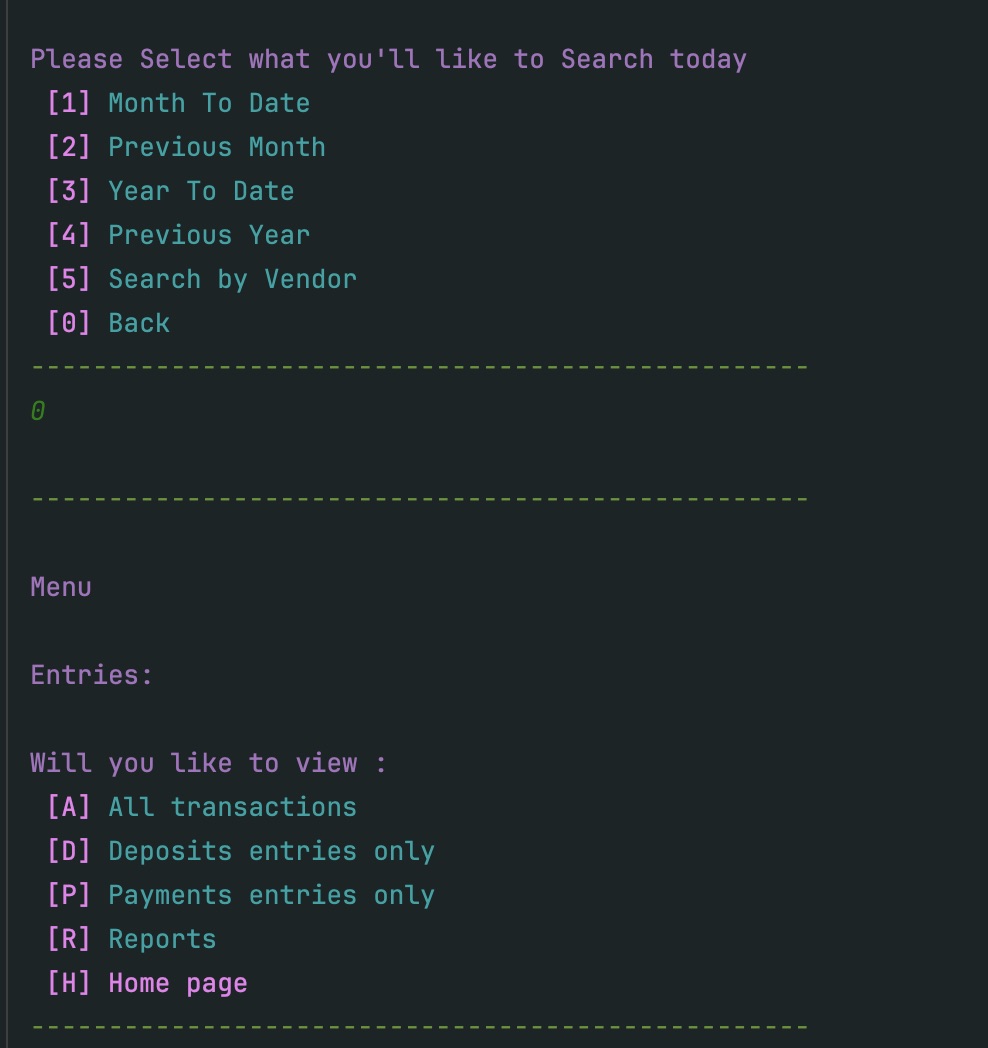 Please Select what you'll like to Search today
[1] Month To Date
[2] Previous Month
[3] Year To Date
[4] Previous Year
[5] Search by Vendor
[0] Back
--------------------------------------------------
0
--------------------------------------------------
Menu
Entries:
Will you like to view :
[A] All transactions
[D] Deposits entries only
[P] Payments entries only
[R] Reports
[H] Home page
--------------------------------------------------